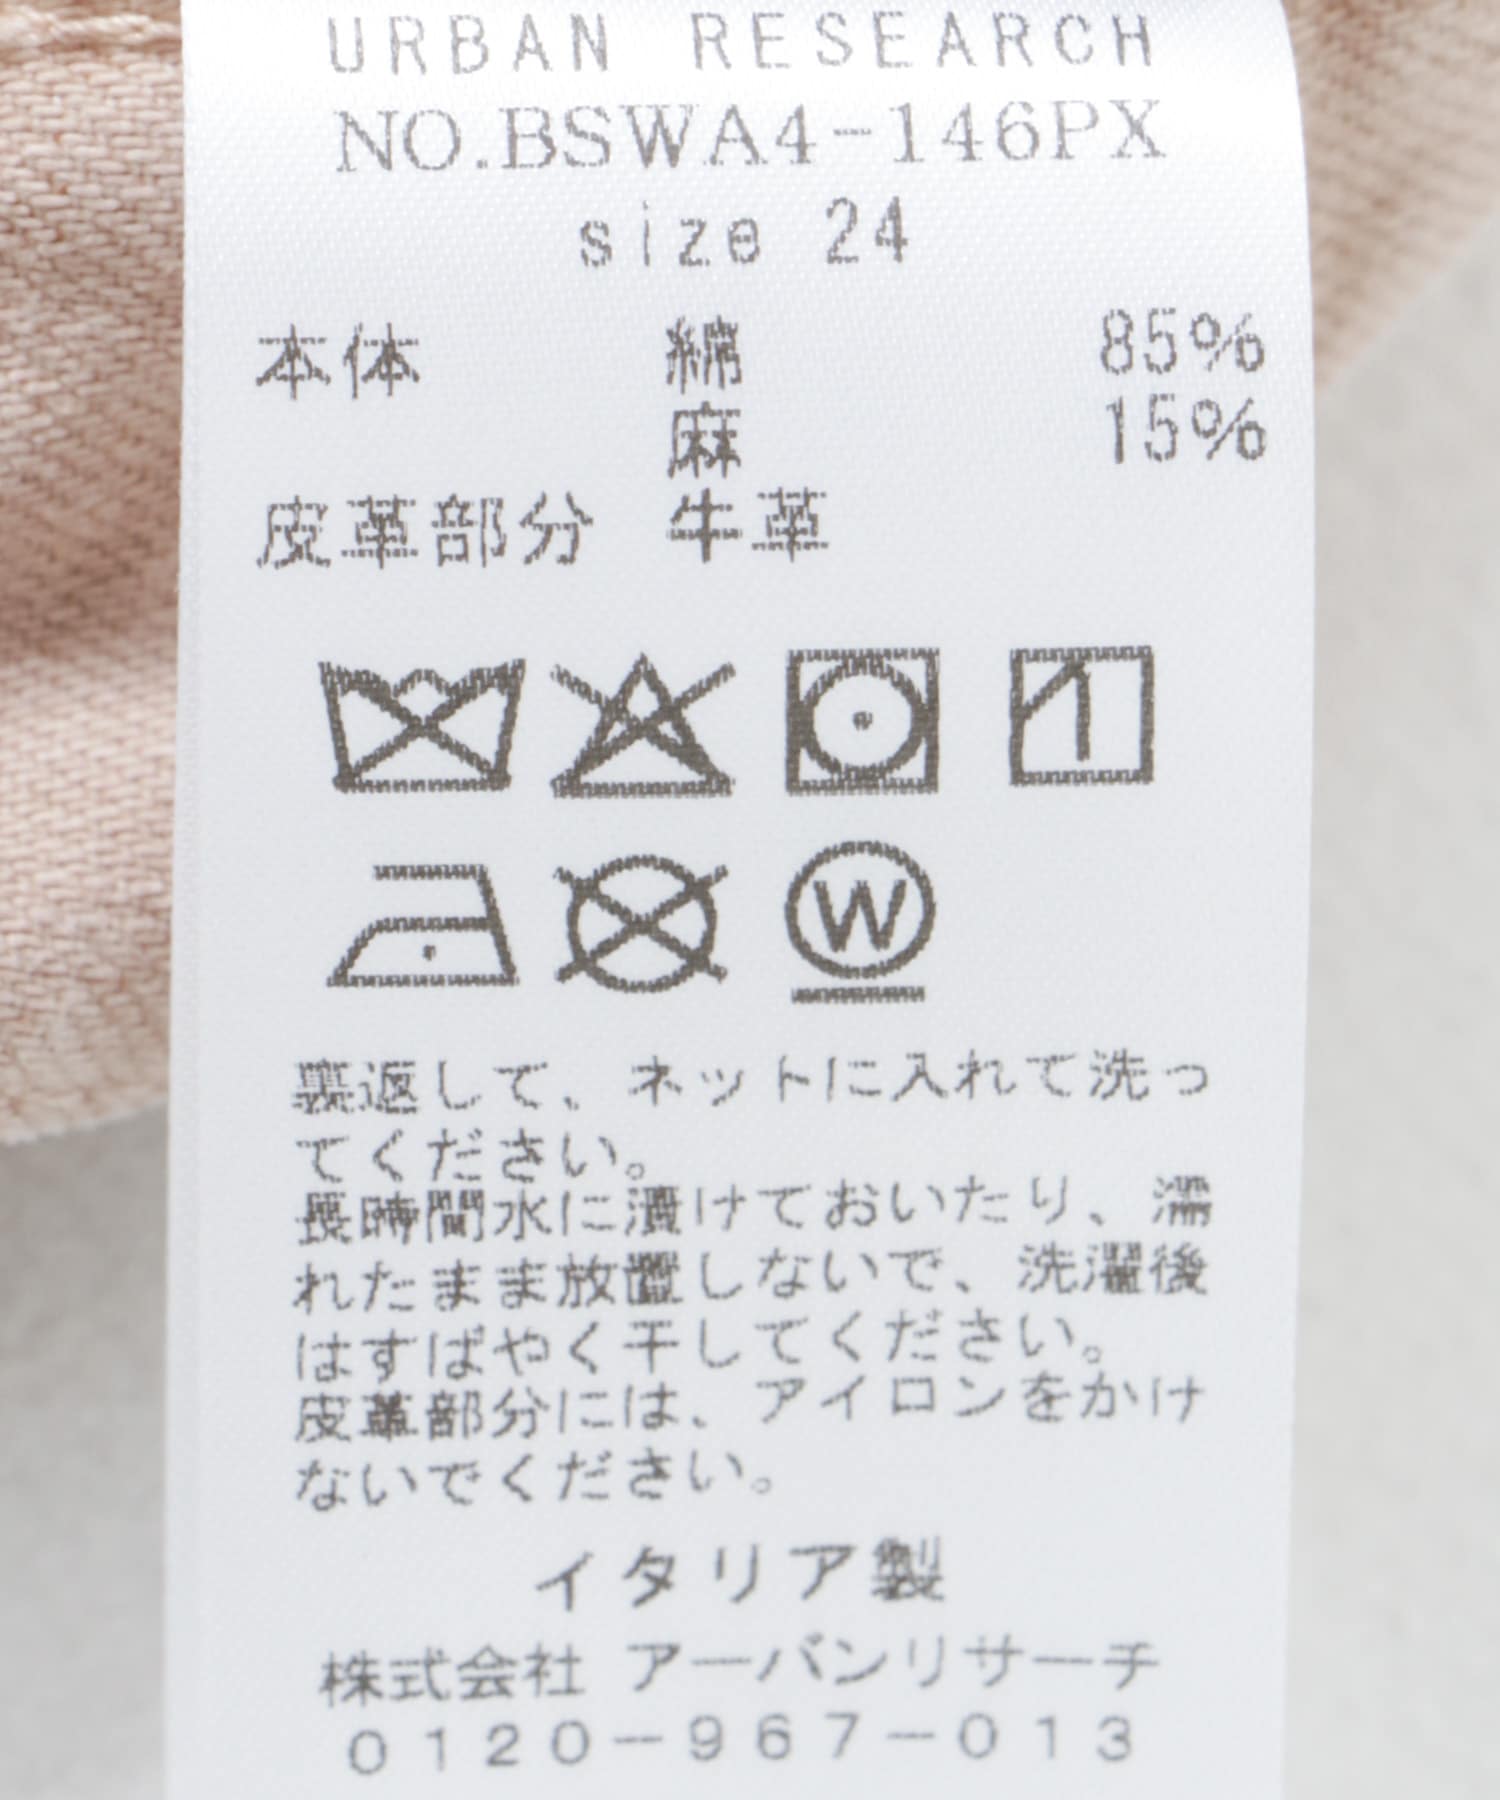 URBAN RESEARCH
NO.BSWA4-146PX
size 24
本体 綿 85%
麻 15%
皮革部分 牛革
W
裏返して、ネットに入れて洗っ
てください。
長時間水に漬けておいたり、濡
れたまま放置しないで、洗濯後
はすばやく干してください。
皮革部分には、アイロンをかけ
ないでください。
イタリア製
株式会社 アーバンリサーチ
0120-967-013